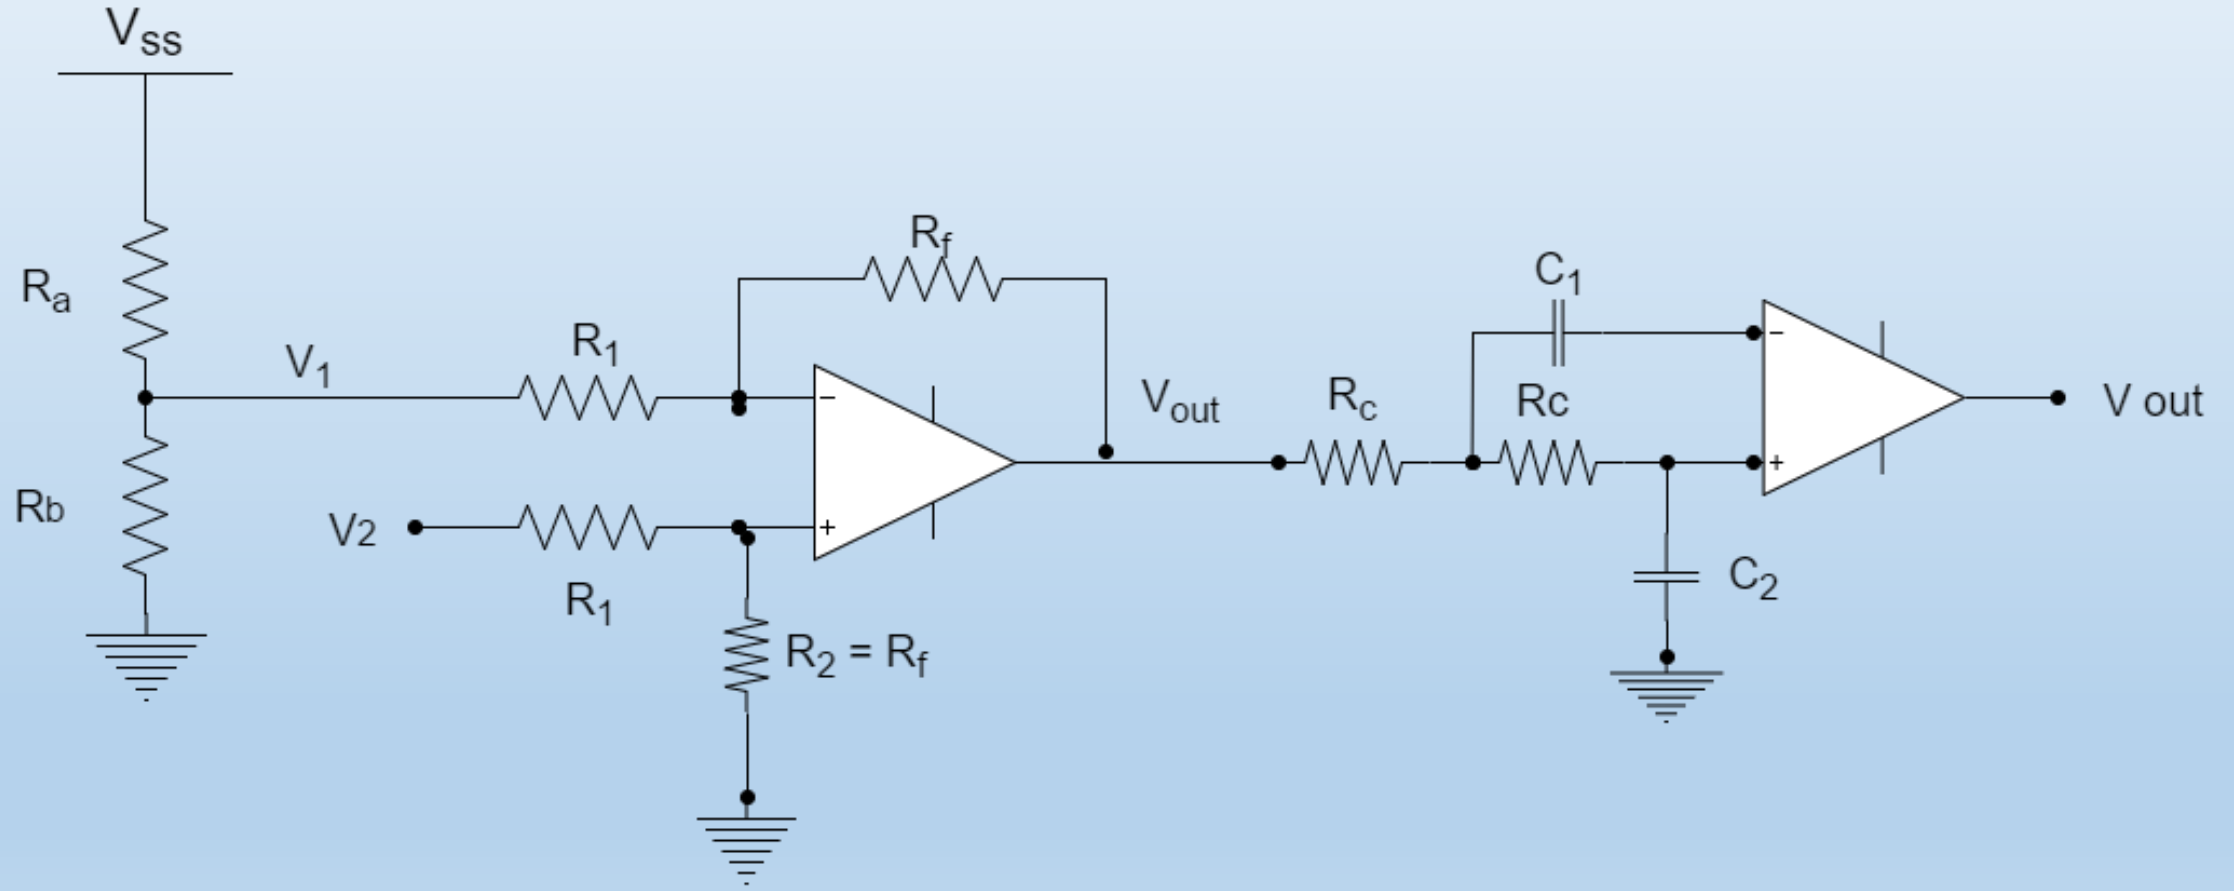 Vss
Ra
V1
R1
Rf
Rb
V2
R1
R2 = Rf
Vout
Rc
C1
Rc
C2
V out
−
+
−
+